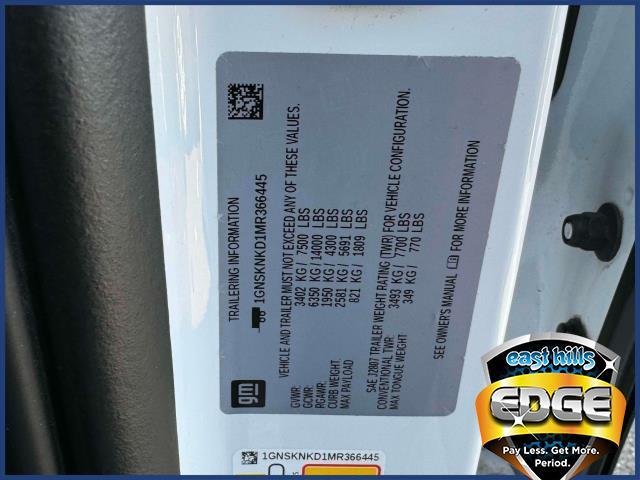 TRAILERING INFORMATION
1GNSKNKD1MR366445
VEHICLE AND TRAILER MUST NOT EXCEED ANY OF THESE VALUES.
GVWR: 3402 KG / 7500 LBS
GCWR: 6350 KG / 14000 LBS
RGAWR: 1950 KG / 4300 LBS
CURB WEIGHT: 2581 KG / 5691 LBS
MAX PAYLOAD 821 KG / 1809 LBS
SAE J2807 TRAILER WEIGHT RATING (TWR) FOR VEHICLE CONFIGURATION.
CONVENTIONAL TWR: 3493 KG / 7700 LBS
MAX TONGUE WEIGHT: 349 KG / 770 LBS
SEE OWNER'S MANUAL FOR MORE INFORMATION
gm
1GNSKNKD1MR366445
east hills
EDGE
Pay Less. Get More.
Period.